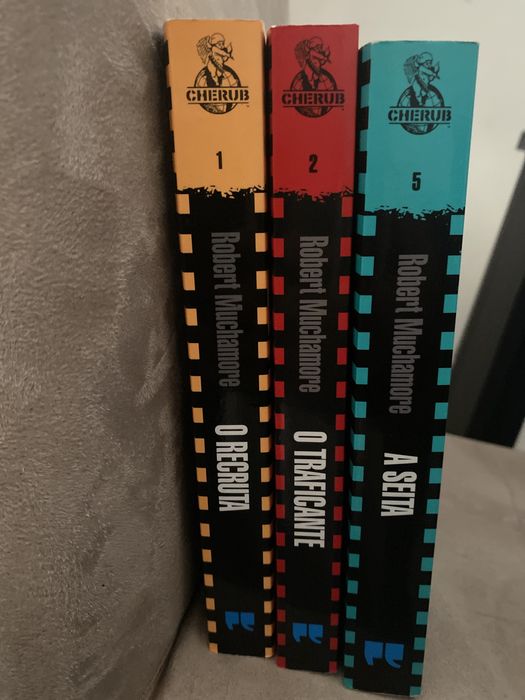 CHERUB
1
Robert Muchamore
O RECRUTA
CHERUB
2
Robert Muchamore
O TRAFICANTE
CHERUB
5
Robert Muchamore
A SEITA